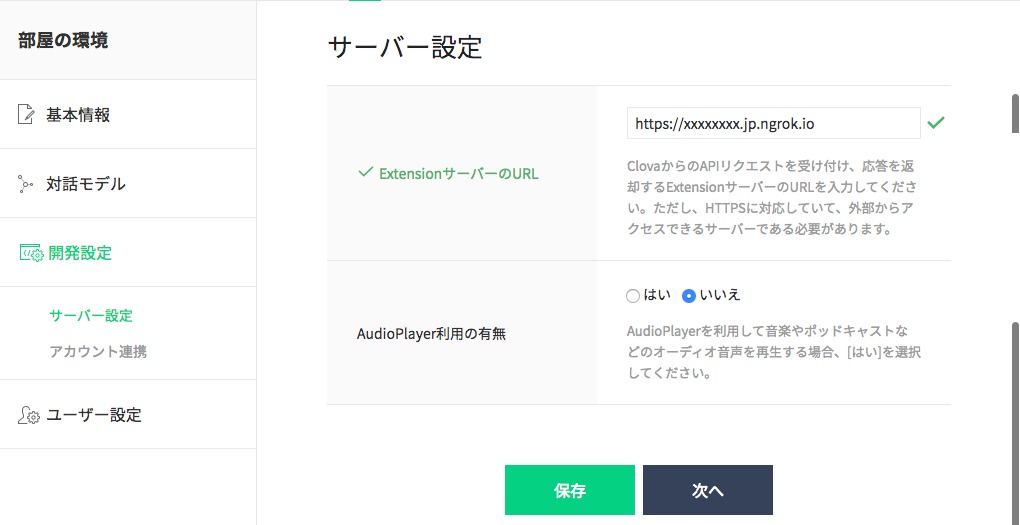 部屋の環境
基本情報
対話モデル
開発設定
サーバー設定
アカウント連携
ユーザー設定
サーバー設定
ExtensionサーバーのURL
https://xxxxxxxx.jp.ngrok.io
ClovaからのAPIリクエストを受け付け、応答を返
却するExtensionサーバーのURLを入力してくださ
い。ただし、HTTPSに対応していて、外部からア
クセスできるサーバーである必要があります。
AudioPlayer利用の有無
はい いいえ
AudioPlayerを利用して音楽やポッドキャストな
どのオーディオ音声を再生する場合、[はい]を選択
してください。
保存 次へ